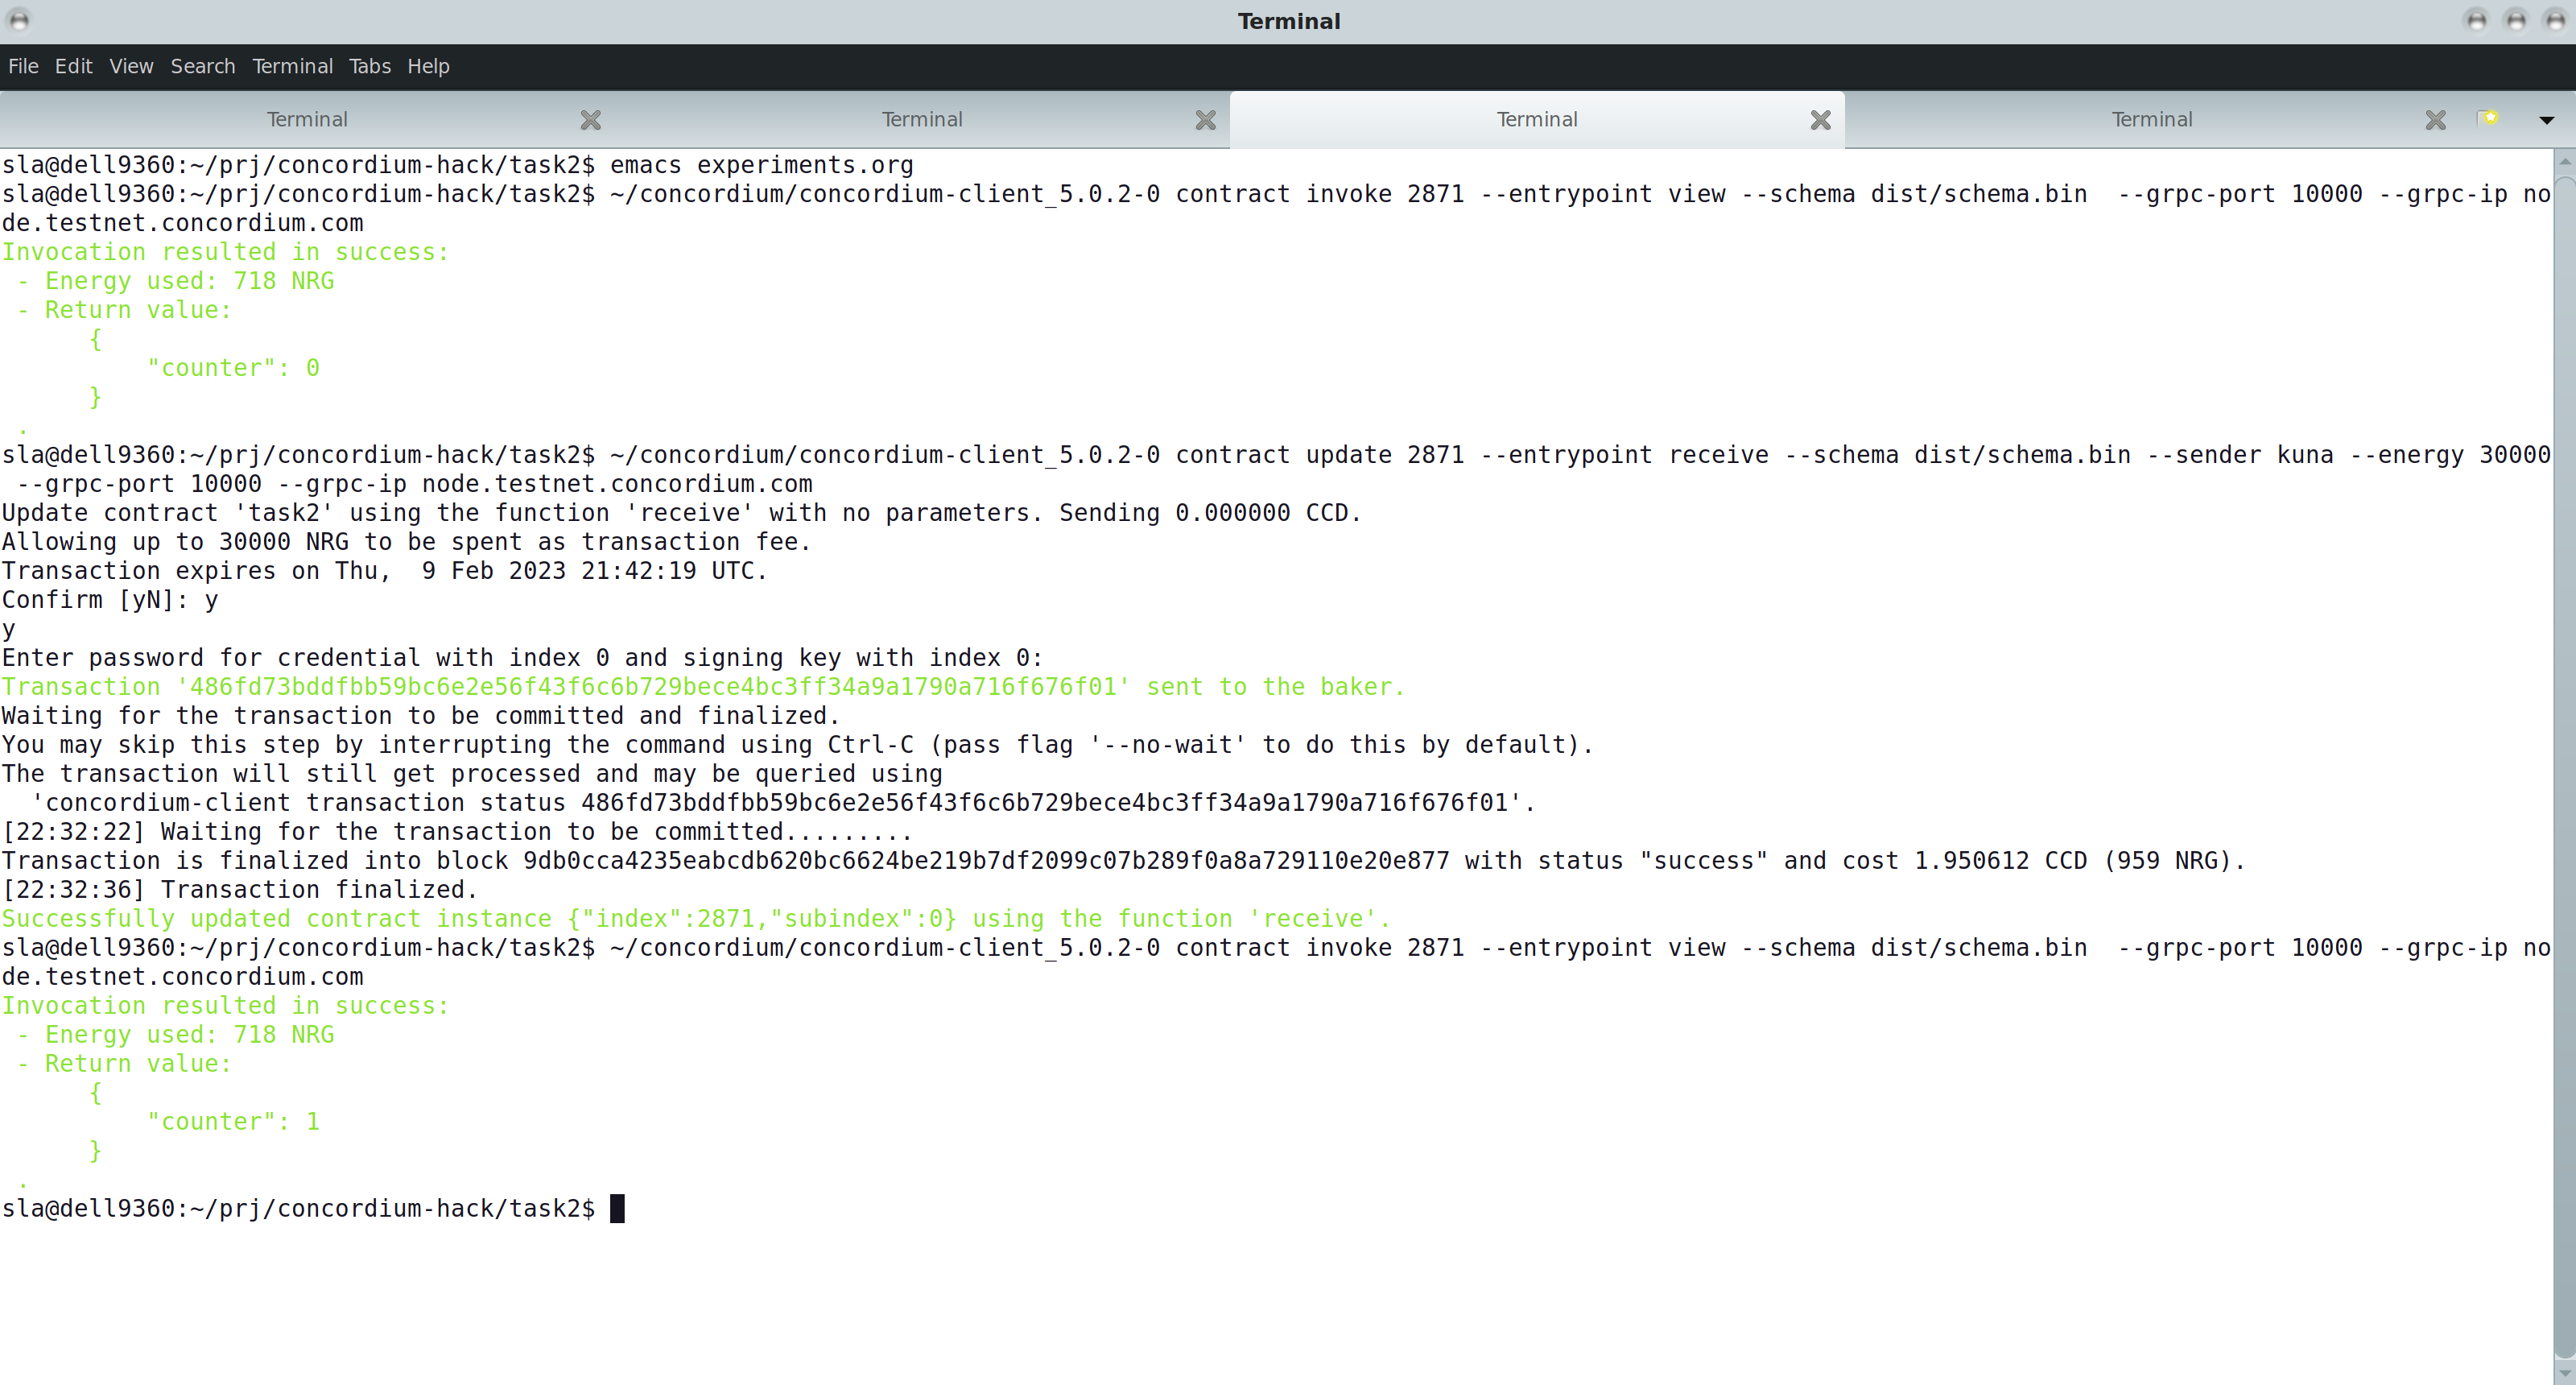 Terminal
File Edit View Search Terminal Tabs Help
Terminal Terminal Terminal Terminal
sla@dell9360:~/prj/concordium-hack/task2$ emacs experiments.org
sla@dell9360:~/prj/concordium-hack/task2$ ~/concordium/concordium-client_5.0.2-0 contract invoke 2871 --entrypoint view --schema dist/schema.bin  --grpc-port 10000 --grpc-ip no
de.testnet.concordium.com
Invocation resulted in success:
 - Energy used: 718 NRG
 - Return value:
      {
          "counter": 0
      }
 .
sla@dell9360:~/prj/concordium-hack/task2$ ~/concordium/concordium-client_5.0.2-0 contract update 2871 --entrypoint receive --schema dist/schema.bin --sender kuna --energy 30000
 --grpc-port 10000 --grpc-ip node.testnet.concordium.com
Update contract 'task2' using the function 'receive' with no parameters. Sending 0.000000 CCD.
Allowing up to 30000 NRG to be spent as transaction fee.
Transaction expires on Thu,  9 Feb 2023 21:42:19 UTC.
Confirm [yN]: y
y
Enter password for credential with index 0 and signing key with index 0:
Transaction '486fd73bddfbb59bc6e2e56f43f6c6b729bece4bc3ff34a9a1790a716f676f01' sent to the baker.
Waiting for the transaction to be committed and finalized.
You may skip this step by interrupting the command using Ctrl-C (pass flag '--no-wait' to do this by default).
The transaction will still get processed and may be queried using
  'concordium-client transaction status 486fd73bddfbb59bc6e2e56f43f6c6b729bece4bc3ff34a9a1790a716f676f01'.
[22:32:22] Waiting for the transaction to be committed.........
Transaction is finalized into block 9db0cca4235eabcdb620bc6624be219b7df2099c07b289f0a8a729110e20e877 with status "success" and cost 1.950612 CCD (959 NRG).
[22:32:36] Transaction finalized.
Successfully updated contract instance {"index":2871,"subindex":0} using the function 'receive'.
sla@dell9360:~/prj/concordium-hack/task2$ ~/concordium/concordium-client_5.0.2-0 contract invoke 2871 --entrypoint view --schema dist/schema.bin  --grpc-port 10000 --grpc-ip no
de.testnet.concordium.com
Invocation resulted in success:
 - Energy used: 718 NRG
 - Return value:
      {
          "counter": 1
      }
 .
sla@dell9360:~/prj/concordium-hack/task2$